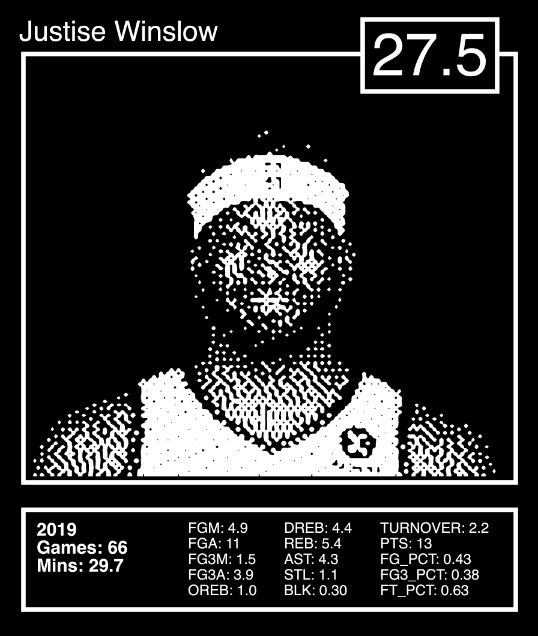 Justise Winslow
27.5
2019
Games: 66
Mins: 29.7
FGM: 4.9
FGA: 11
FG3M: 1.5
FG3A: 3.9
OREB: 1.0
DREB: 4.4
REB: 5.4
AST: 4.3
STL: 1.1
BLK: 0.30
TURNOVER: 2.2
PTS: 13
FG_PCT: 0.43
FG3_PCT: 0.38
FT_PCT: 0.63